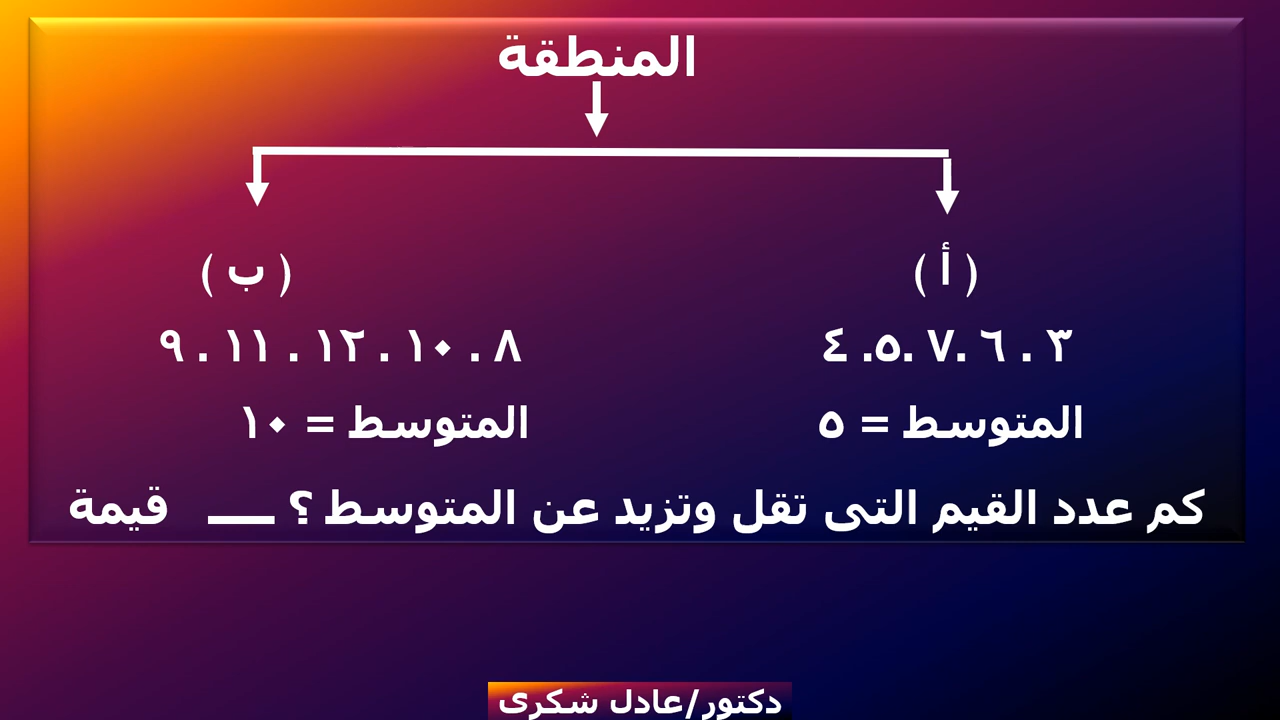 المنطقة
( أ ) ( ب )
٣ . ٦ .٧ .٥. ٤ ٨ . ١٠ . ١٢ . ١١ . ٩
المتوسط = ٥ المتوسط = ١٠
كم عدد القيم التى تقل وتزيد عن المتوسط ؟ ـــــ قيمة
دكتور/عادل شكرى